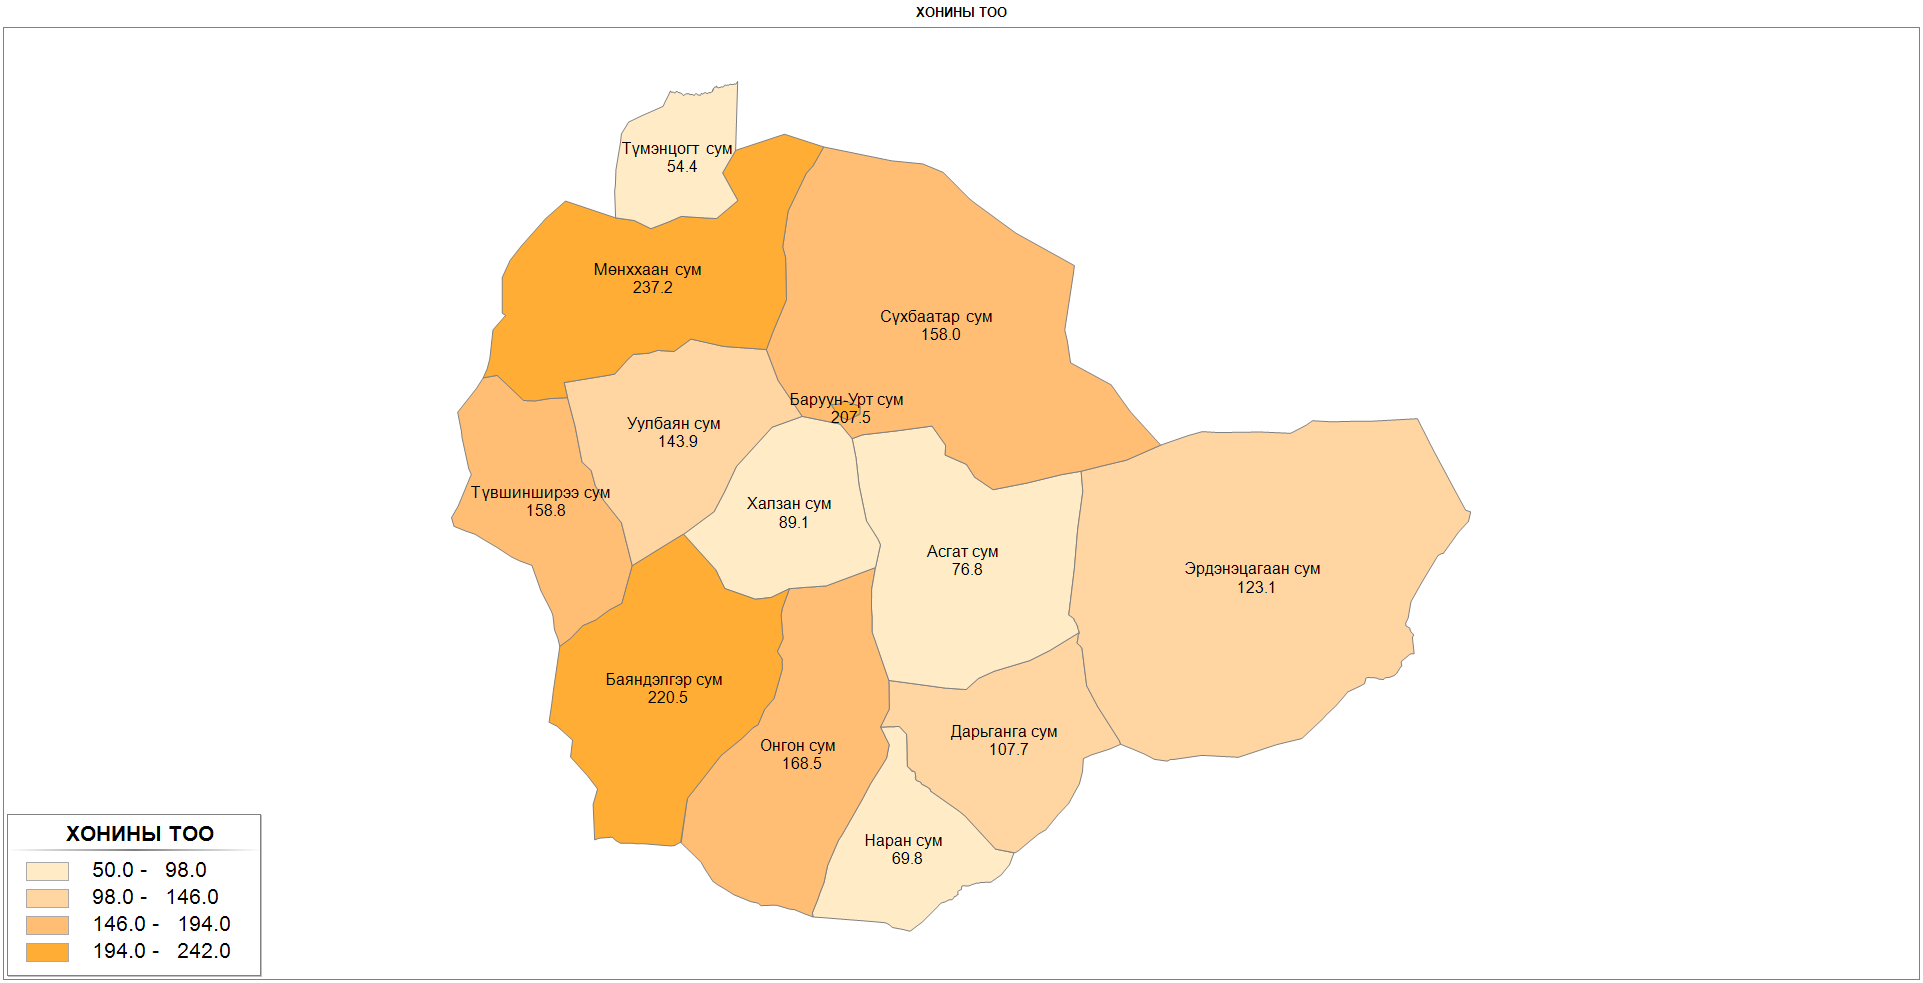 ХОНИНЫ ТОО
Түмэнцогт сум
54.4
Мөнххаан сум
237.2
Сүхбаатар сум
158.0
Баруун-Урт сум
207.5
Уулбаян сум
143.9
Түвшинширээ сум
158.8
Халзан сум
89.1
Асгат сум
76.8
Эрдэнэцагаан сум
123.1
Баяндэлгэр сум
220.5
Онгон сум
168.5
Дарьганга сум
107.7
Наран сум
69.8
ХОНИНЫ ТОО
50.0 - 98.0
98.0 - 146.0
146.0 - 194.0
194.0 - 242.0